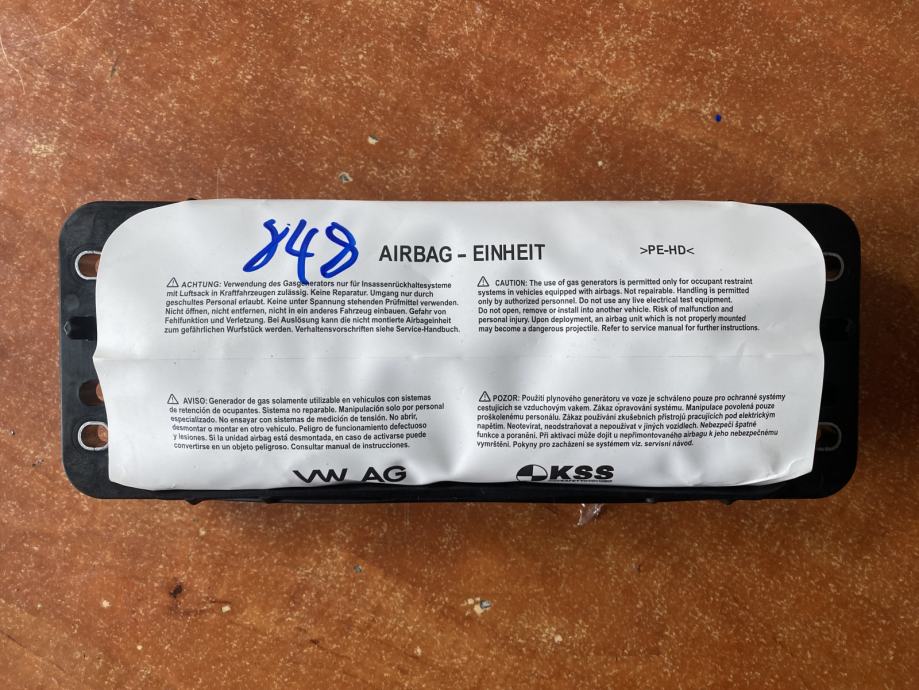 848
AIRBAG – EINHEIT
>PE-HD<
⚠ ACHTUNG: Verwendung des Gasgenerators nur für Insassenrückhaltesysteme
mit Luftsack in Kraftfahrzeugen zulässig. Keine Reparatur. Umgang nur durch
geschultes Personal erlaubt. Keine unter Spannung stehenden Prüfmittel verwenden.
Nicht öffnen, nicht entfernen, nicht in ein anderes Fahrzeug einbauen. Gefahr von
Fehlfunktion und Verletzung. Bei Auslösung kann die nicht montierte Airbageinheit
zum gefährlichen Wurfstück werden. Verhaltensvorschriften siehe Service-Handbuch.
⚠ CAUTION: The use of gas generators is permitted only for occupant restraint
systems in vehicles equipped with airbags. Not repairable. Handling is permitted
only by authorized personnel. Do not use any live electrical test equipment.
Do not open, remove or install into another vehicle. Risk of malfunction and
personal injury. Upon deployment, an airbag unit which is not properly mounted
may become a dangerous projectile. Refer to service manual for further instructions.
⚠ AVISO: Generador de gas solamente utilizable en vehículos con sistemas
de retención de ocupantes. Sistema no reparable. Manipulación solo por personal
especializado. No ensayar con sistemas de medición de tensión. No abrir,
desmontar o montar en otro vehículo. Peligro de funcionamiento defectuoso
y lesiones. Si la unidad airbag está desmontada, en caso de activarse puede
convertirse en un objeto peligroso. Consultar manual de instrucciones.
⚠ POZOR: Použití plynového generátoru ve voze je schváleno pouze pro ochranné systémy
cestujících se vzduchovým vakem. Zákaz opravování systému. Manipulace povolená pouze
proškolenému personálu. Zákaz používání zkušebních přístrojů pracujících pod elektrickým
napětím. Neotevírat, neodstraňovat a nepoužívat v jiných vozidlech. Nebezpečí špatné
funkce a poranění. Při aktivaci může dojít u nepřimontovaného airbagu k jeho nebezpečnému
vymrštění. Pokyny pro zacházení se systémem viz. servisní návod.
VW AG
KSS